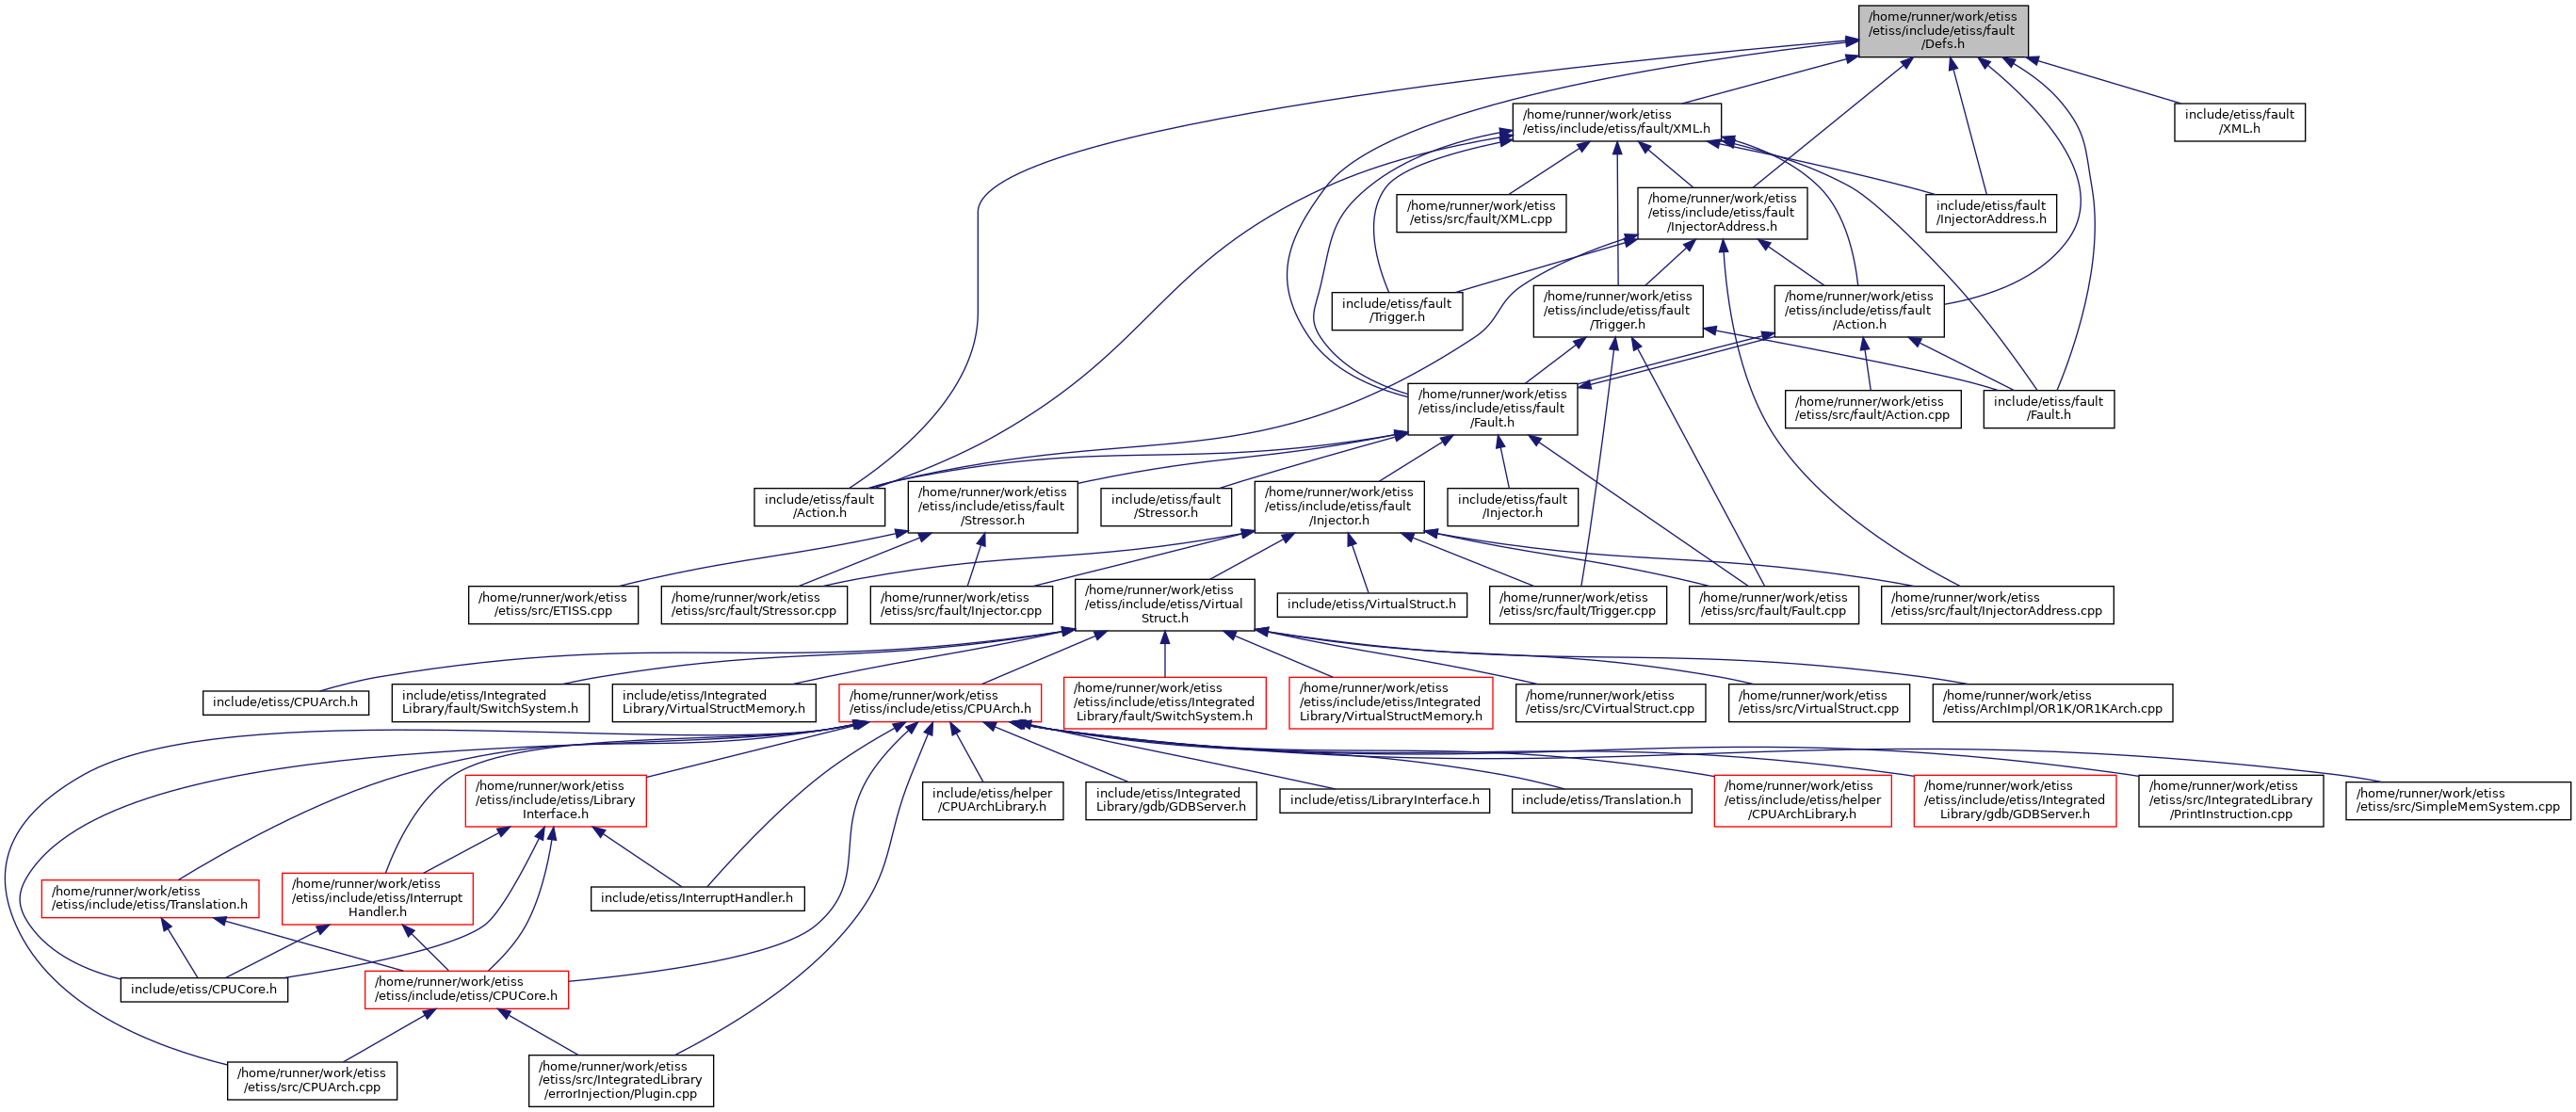 /home/runner/work/etiss
/etiss/include/etiss/fault
/Defs.h
/home/runner/work/etiss
/etiss/include/etiss/fault/XML.h
include/etiss/fault
/XML.h
/home/runner/work/etiss
/etiss/src/fault/XML.cpp
/home/runner/work/etiss
/etiss/include/etiss/fault
/InjectorAddress.h
include/etiss/fault
/InjectorAddress.h
include/etiss/fault
/Trigger.h
/home/runner/work/etiss
/etiss/include/etiss/fault
/Trigger.h
/home/runner/work/etiss
/etiss/include/etiss/fault
/Action.h
/home/runner/work/etiss
/etiss/include/etiss/fault
/Fault.h
/home/runner/work/etiss
/etiss/src/fault/Action.cpp
include/etiss/fault
/Fault.h
include/etiss/fault
/Action.h
/home/runner/work/etiss
/etiss/include/etiss/fault
/Stressor.h
include/etiss/fault
/Stressor.h
/home/runner/work/etiss
/etiss/include/etiss/fault
/Injector.h
include/etiss/fault
/Injector.h
/home/runner/work/etiss
/etiss/src/ETISS.cpp
/home/runner/work/etiss
/etiss/src/fault/Stressor.cpp
/home/runner/work/etiss
/etiss/src/fault/Injector.cpp
/home/runner/work/etiss
/etiss/include/etiss/Virtual
Struct.h
include/etiss/VirtualStruct.h
/home/runner/work/etiss
/etiss/src/fault/Trigger.cpp
/home/runner/work/etiss
/etiss/src/fault/Fault.cpp
/home/runner/work/etiss
/etiss/src/fault/InjectorAddress.cpp
include/etiss/CPUArch.h
include/etiss/Integrated
Library/fault/SwitchSystem.h
include/etiss/Integrated
Library/VirtualStructMemory.h
/home/runner/work/etiss
/etiss/include/etiss/CPUArch.h
/home/runner/work/etiss
/etiss/include/etiss/Integrated
Library/fault/SwitchSystem.h
/home/runner/work/etiss
/etiss/include/etiss/Integrated
Library/VirtualStructMemory.h
/home/runner/work/etiss
/etiss/src/CVirtualStruct.cpp
/home/runner/work/etiss
/etiss/src/VirtualStruct.cpp
/home/runner/work/etiss
/etiss/ArchImpl/OR1K/OR1KArch.cpp
/home/runner/work/etiss
/etiss/include/etiss/Library
Interface.h
include/etiss/helper
/CPUArchLibrary.h
include/etiss/Integrated
Library/gdb/GDBServer.h
include/etiss/LibraryInterface.h
include/etiss/Translation.h
/home/runner/work/etiss
/etiss/include/etiss/helper
/CPUArchLibrary.h
/home/runner/work/etiss
/etiss/include/etiss/Integrated
Library/gdb/GDBServer.h
/home/runner/work/etiss
/etiss/src/IntegratedLibrary
/PrintInstruction.cpp
/home/runner/work/etiss
/etiss/src/SimpleMemSystem.cpp
/home/runner/work/etiss
/etiss/include/etiss/Translation.h
/home/runner/work/etiss
/etiss/include/etiss/Interrupt
Handler.h
include/etiss/InterruptHandler.h
include/etiss/CPUCore.h
/home/runner/work/etiss
/etiss/include/etiss/CPUCore.h
/home/runner/work/etiss
/etiss/src/CPUArch.cpp
/home/runner/work/etiss
/etiss/src/IntegratedLibrary
/errorInjection/Plugin.cpp